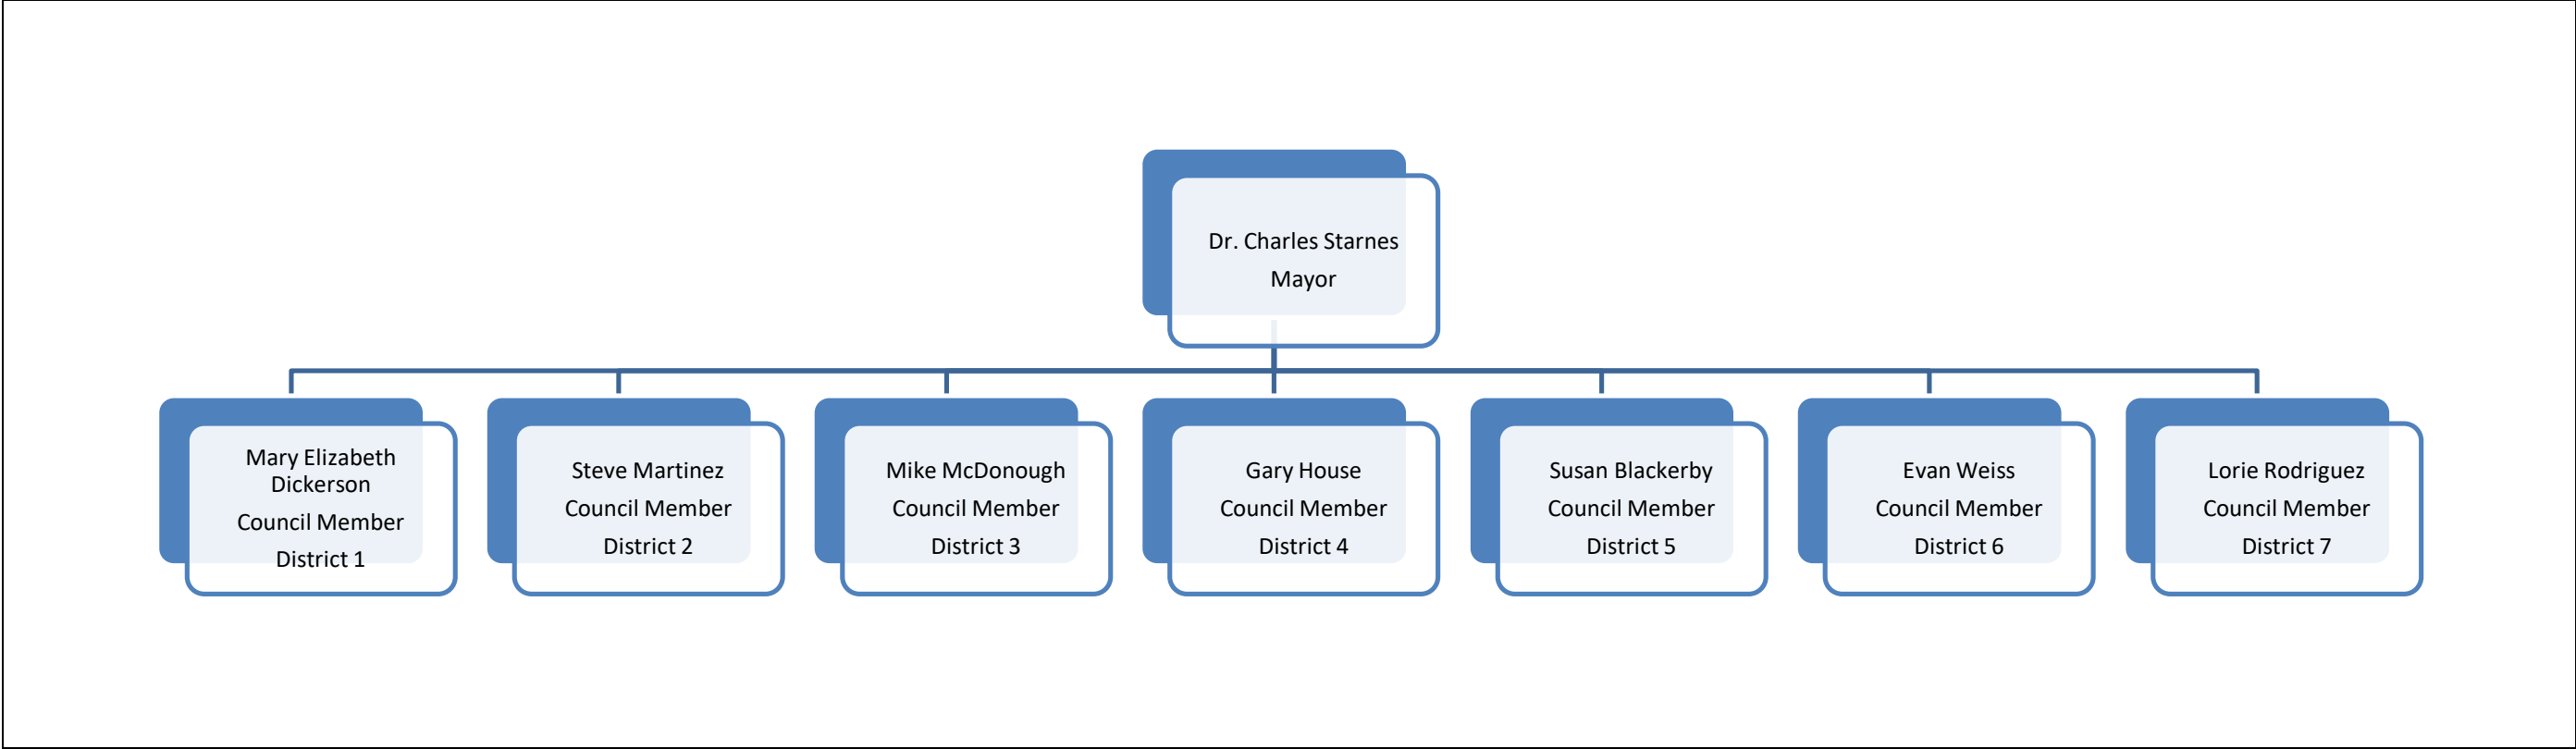 Dr. Charles Starnes
Mayor
Mary Elizabeth
Dickerson
Council Member
District 1
Steve Martinez
Council Member
District 2
Mike McDonough
Council Member
District 3
Gary House
Council Member
District 4
Susan Blackerby
Council Member
District 5
Evan Weiss
Council Member
District 6
Lorie Rodriguez
Council Member
District 7